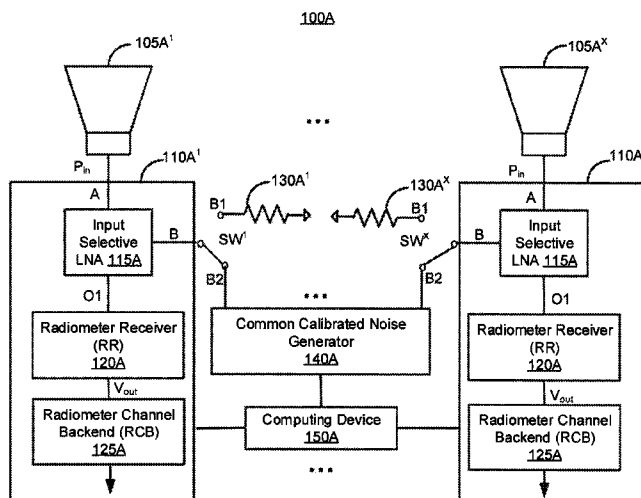 100A
105A¹
105Aˣ
...
Pin
110A¹
Pin
110A
A
130A¹
130Aˣ
A
B1
B1
Input
Selective
LNA 115A
B
SW¹
SWˣ
B
Input
Selective
LNA 115A
B2
B2
O1
...
O1
Radiometer Receiver
(RR)
120A
Common Calibrated Noise
Generator
140A
Radiometer Receiver
(RR)
120A
Vout
Vout
Radiometer Channel
Backend (RCB)
125A
Computing Device
150A
Radiometer Channel
Backend (RCB)
125A
...